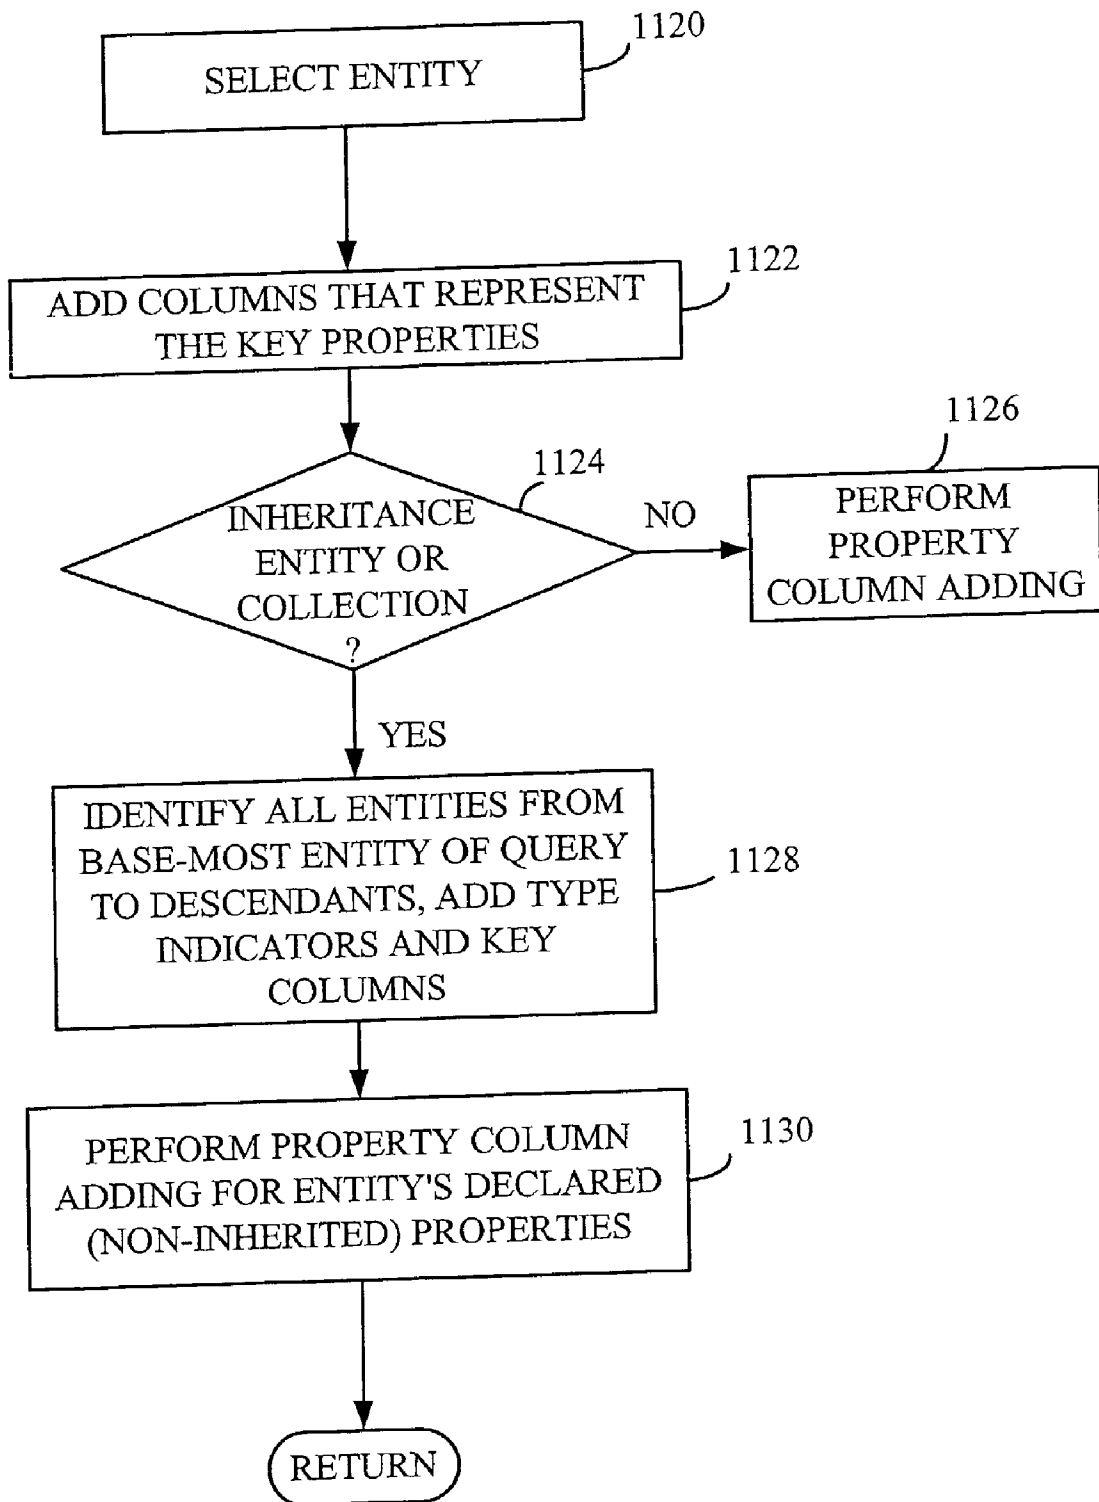 1120
SELECT ENTITY
1122
ADD COLUMNS THAT REPRESENT
THE KEY PROPERTIES
1124
INHERITANCE
ENTITY OR
COLLECTION
?
NO
1126
PERFORM
PROPERTY
COLUMN ADDING
YES
IDENTIFY ALL ENTITIES FROM
BASE-MOST ENTITY OF QUERY
TO DESCENDANTS, ADD TYPE
INDICATORS AND KEY
COLUMNS
1128
PERFORM PROPERTY COLUMN
ADDING FOR ENTITY'S DECLARED
(NON-INHERITED) PROPERTIES
1130
RETURN